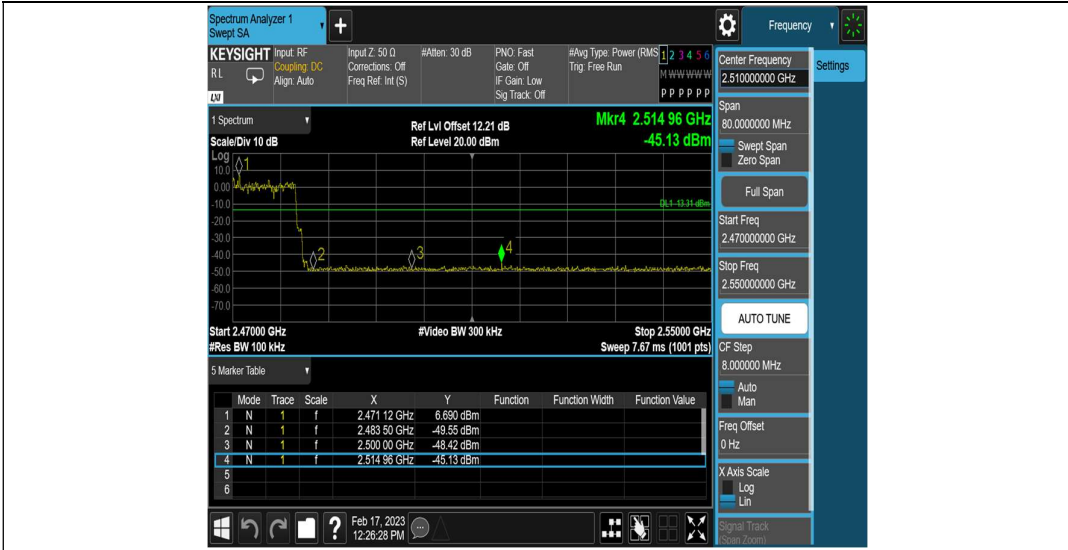 Spectrum Analyzer 1
Swept SA
Frequency
KEYSIGHT
RL
LXI
Input: RF
Coupling: DC
Align: Auto
Input Z: 50 Ω
Corrections: Off
Freq Ref: Int (S)
#Atten: 30 dB
PNO: Fast
Gate: Off
IF Gain: Low
Sig Track: Off
#Avg Type: Power (RMS
Trig: Free Run
1 2 3 4 5 6
M W W W W W
P P P P P P
1 Spectrum
Scale/Div 10 dB
Ref Lvl Offset 12.21 dB
Ref Level 20.00 dBm
Mkr4 2.514 96 GHz
-45.13 dBm
Log
10.0
0.00
-10.0
-20.0
-30.0
-40.0
-50.0
-60.0
-70.0
1
2
3
4
DL1 -13.31 dBm
Start 2.47000 GHz
#Res BW 100 kHz
#Video BW 300 kHz
Stop 2.55000 GHz
Sweep 7.67 ms (1001 pts)
5 Marker Table
Mode Trace Scale X Y Function Function Width Function Value
1 N 1 f 2.471 12 GHz 6.690 dBm
2 N 1 f 2.483 50 GHz -49.55 dBm
3 N 1 f 2.500 00 GHz -48.42 dBm
4 N 1 f 2.514 96 GHz -45.13 dBm
5
6
?
Feb 17, 2023
12:26:28 PM
Center Frequency
2.510000000 GHz
Settings
Span
80.0000000 MHz
Swept Span
Zero Span
Full Span
Start Freq
2.470000000 GHz
Stop Freq
2.550000000 GHz
AUTO TUNE
CF Step
8.000000 MHz
Auto
Man
Freq Offset
0 Hz
X Axis Scale
Log
Lin
Signal Track
(Span Zoom)